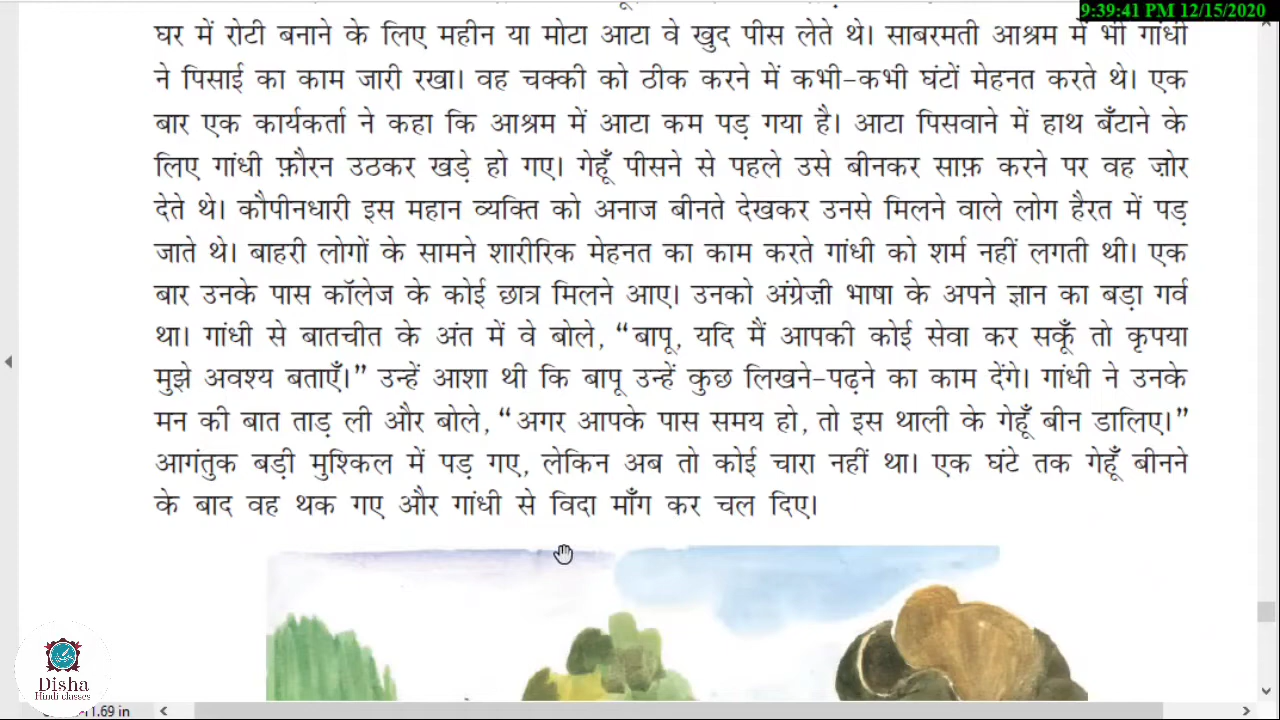 9:39:41 PM 12/15/2020
घर में रोटी बनाने के लिए महीन या मोटा आटा वे खुद पीस लेते थे। साबरमती आश्रम में भी गांधी
ने पिसाई का काम जारी रखा। वह चक्की को ठीक करने में कभी-कभी घंटों मेहनत करते थे। एक
बार एक कार्यकर्ता ने कहा कि आश्रम में आटा कम पड़ गया है। आटा पिसवाने में हाथ बँटाने के
लिए गांधी फ़ौरन उठकर खड़े हो गए। गेहूँ पीसने से पहले उसे बीनकर साफ़ करने पर वह ज़ोर
देते थे। कौपीनधारी इस महान व्यक्ति को अनाज बीनते देखकर उनसे मिलने वाले लोग हैरत में पड़
जाते थे। बाहरी लोगों के सामने शारीरिक मेहनत का काम करते गांधी को शर्म नहीं लगती थी। एक
बार उनके पास कॉलेज के कोई छात्र मिलने आए। उनको अंग्रेज़ी भाषा के अपने ज्ञान का बड़ा गर्व
था। गांधी से बातचीत के अंत में वे बोले, “बापू, यदि मैं आपकी कोई सेवा कर सकूँ तो कृपया
मुझे अवश्य बताएँ।” उन्हें आशा थी कि बापू उन्हें कुछ लिखने-पढ़ने का काम देंगे। गांधी ने उनके
मन की बात ताड़ ली और बोले, “अगर आपके पास समय हो, तो इस थाली के गेहूँ बीन डालिए।”
आगंतुक बड़ी मुश्किल में पड़ गए, लेकिन अब तो कोई चारा नहीं था। एक घंटे तक गेहूँ बीनने
के बाद वह थक गए और गांधी से विदा माँग कर चल दिए।
Disha
Hindi classes
1.69 in